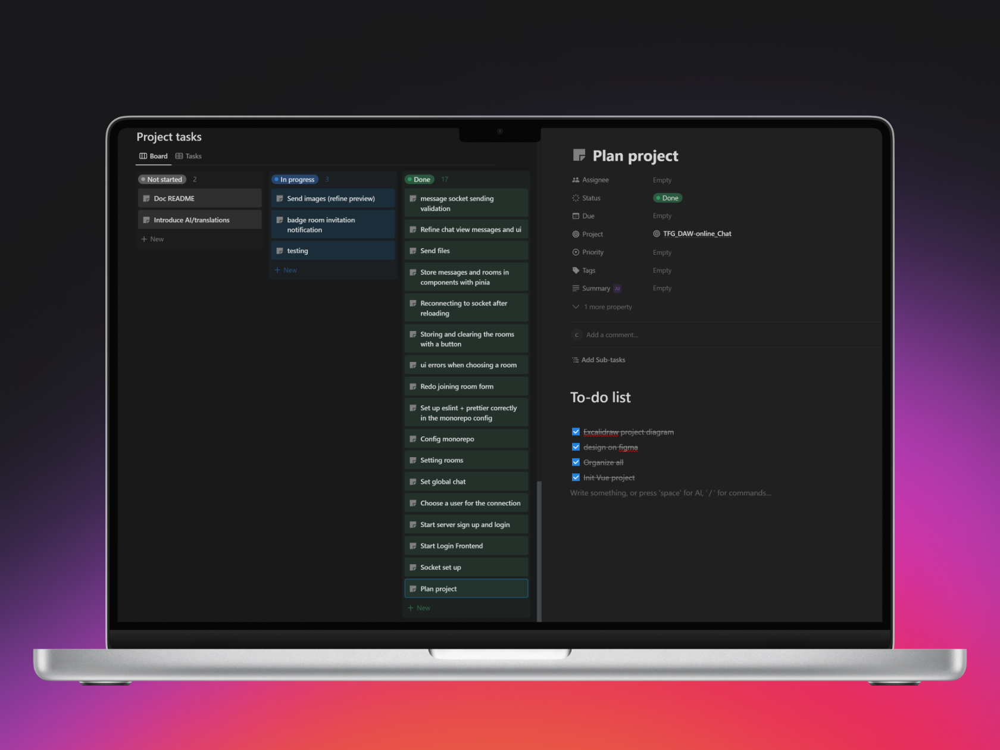 Project tasks
Board
Tasks
Not started 2
Doc README
Introduce AI/translations
+ New
In progress 3
Send images (refine preview)
badge room invitation
notification
testing
+ New
Done 17
message socket sending
validation
Refine chat view messages and ui
Send files
Store messages and rooms in
components with pinia
Reconnecting to socket after
reloading
Storing and clearing the rooms
with a button
ui errors when choosing a room
Redo joining room form
Set up eslint + prettier correctly
in the monorepo config
Config monorepo
Setting rooms
Set global chat
Choose a user for the connection
Start server sign up and login
Start Login Frontend
Socket set up
Plan project
+ New
Plan project
Assignee Empty
Status Done
Due Empty
Project TFG_DAW-online_Chat
Priority Empty
Tags Empty
Summary AI Empty
1 more property
C Add a comment...
Add Sub-tasks
To-do list
Excalidraw project diagram
design on figma
Organize all
Init Vue project
Write something, or press 'space' for AI, '/' for commands...